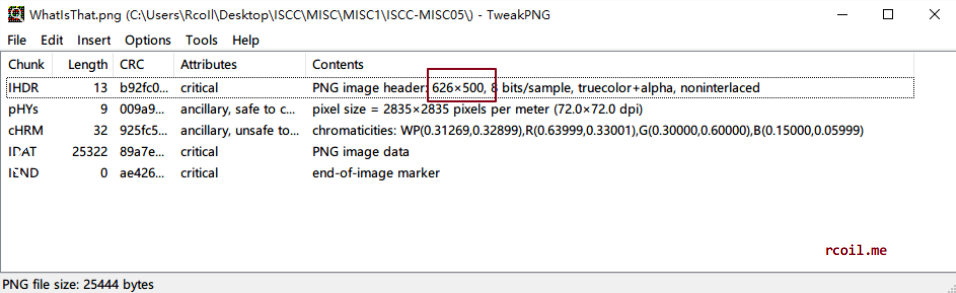 WhatIsThat.png (C:\Users\Rcoll\Desktop\ISCC\MISC\MISC1\ISCC-MISC05\) - TweakPNG
File Edit Insert Options Tools Help
Chunk Length CRC Attributes Contents
IHDR 13 b92fc0... critical PNG image header: 626×500, 8 bits/sample, truecolor+alpha, noninterlaced
pHYs 9 009a9... ancillary, safe to c... pixel size = 2835×2835 pixels per meter (72.0×72.0 dpi)
cHRM 32 925fc5... ancillary, unsafe to... chromaticities: WP(0.31269,0.32899),R(0.63999,0.33001),G(0.30000,0.60000),B(0.15000,0.05999)
IDAT 25322 89a7e... critical PNG image data
IEND 0 ae426... critical end-of-image marker
rcoil.me
PNG file size: 25444 bytes